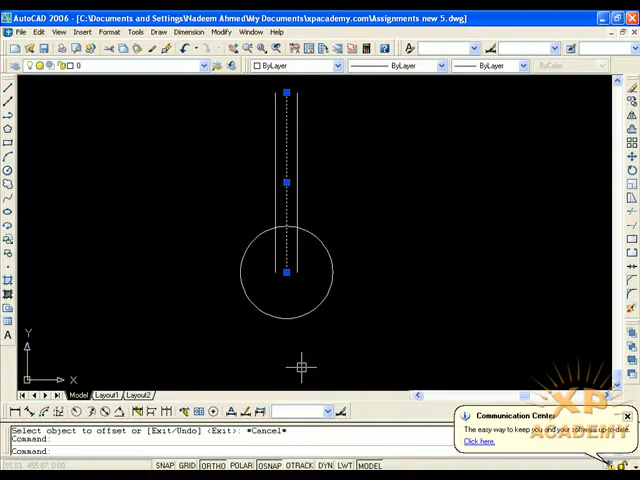 AutoCAD 2006 - [C:\Documents and Settings\Nadeem Ahmed\My Documents\xpacademy.com\Assignments new 5.dwg]
File Edit View Insert Format Tools Draw Dimension Modify Window Help
0 ByLayer ByLayer ByLayer ByColor
Y
X
Model Layout1 Layout2
Select object to offset or [Exit/Undo] <Exit>: *Cancel*
Command:
Command:
SNAP GRID ORTHO POLAR OSNAP OTRACK DYN LWT MODEL
Communication Center
The easy way to keep you and your software up-to-date.
Click here.
XP
ACADEMY